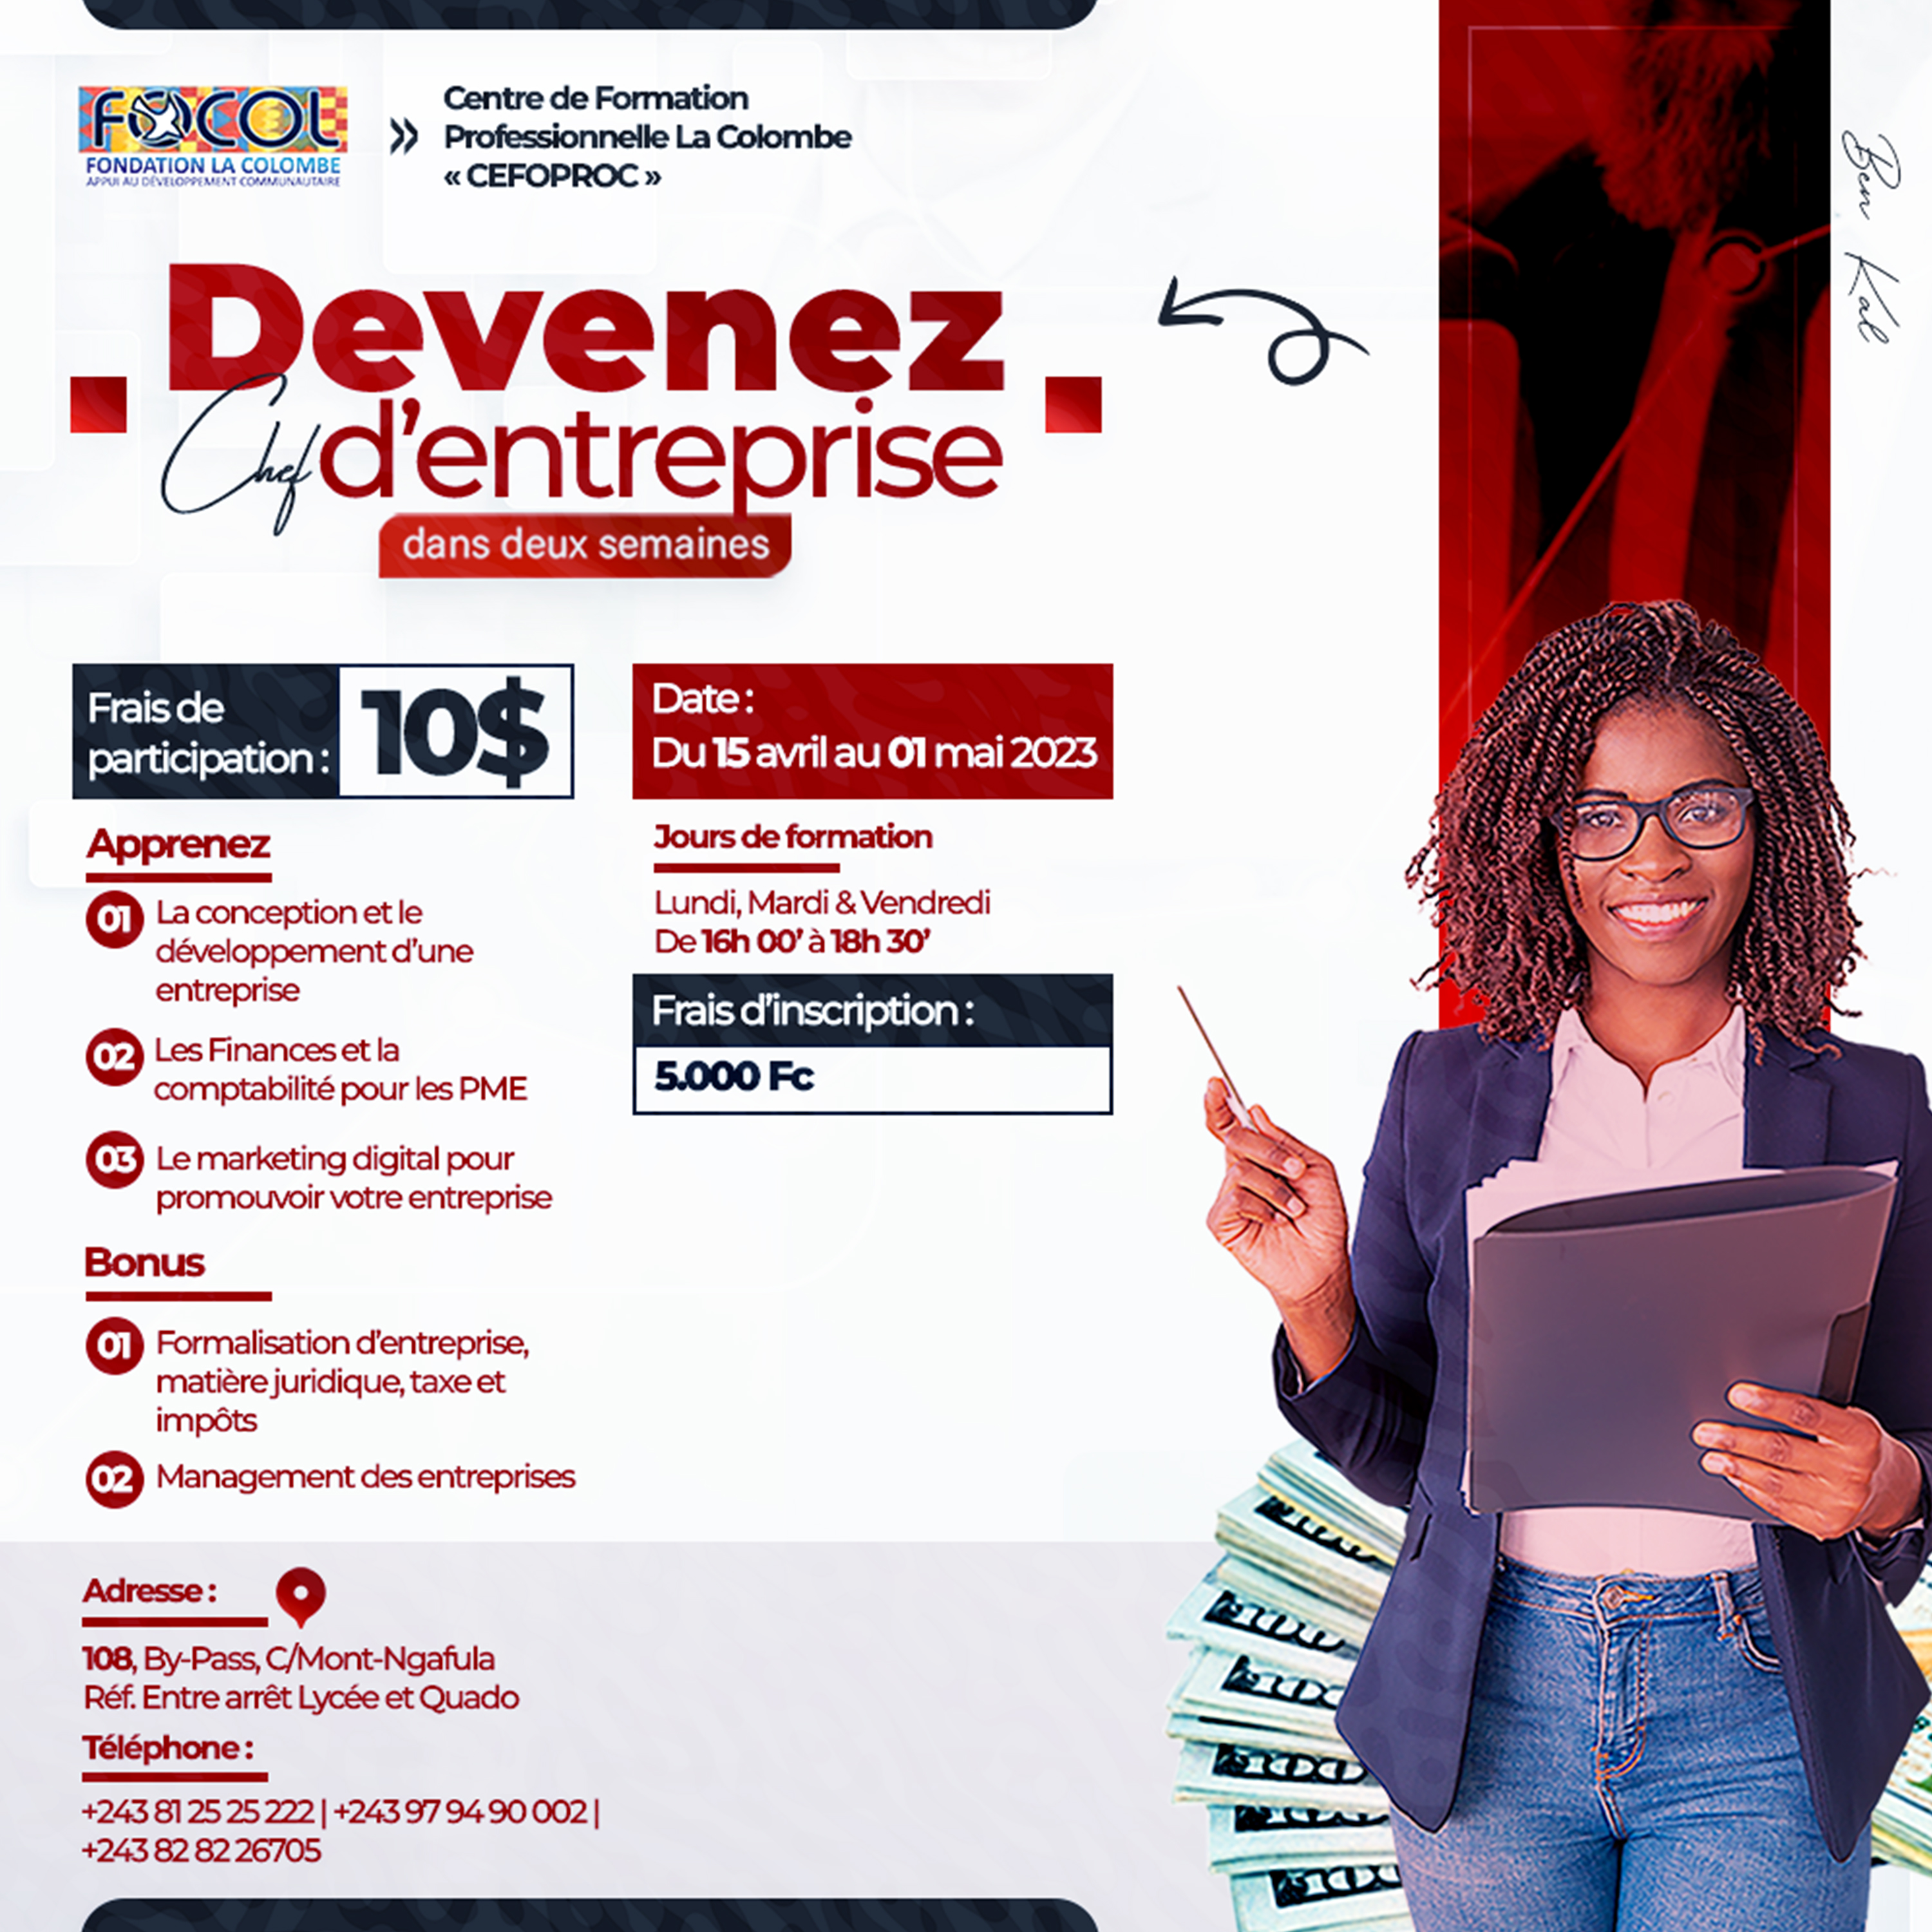 FOCOL
FONDATION LA COLOMBE
APPUI AU DÉVELOPPEMENT COMMUNAUTAIRE
Centre de Formation
Professionnelle La Colombe
« CEFOPROC »
Ben Kal
Devenez
Chef d’entreprise
dans deux semaines
Frais de
participation :
10$
Date :
Du 15 avril au 01 mai 2023
Apprenez
01 La conception et le
développement d’une
entreprise
02 Les Finances et la
comptabilité pour les PME
03 Le marketing digital pour
promouvoir votre entreprise
Jours de formation
Lundi, Mardi & Vendredi
De 16h 00’ à 18h 30’
Frais d’inscription :
5.000 Fc
Bonus
01 Formalisation d’entreprise,
matière juridique, taxe et
impôts
02 Management des entreprises
Adresse :
108, By-Pass, C/Mont-Ngafula
Réf. Entre arrêt Lycée et Quado
Téléphone :
+243 81 25 25 222 | +243 97 94 90 002 |
+243 82 82 26705
100
100
100
100